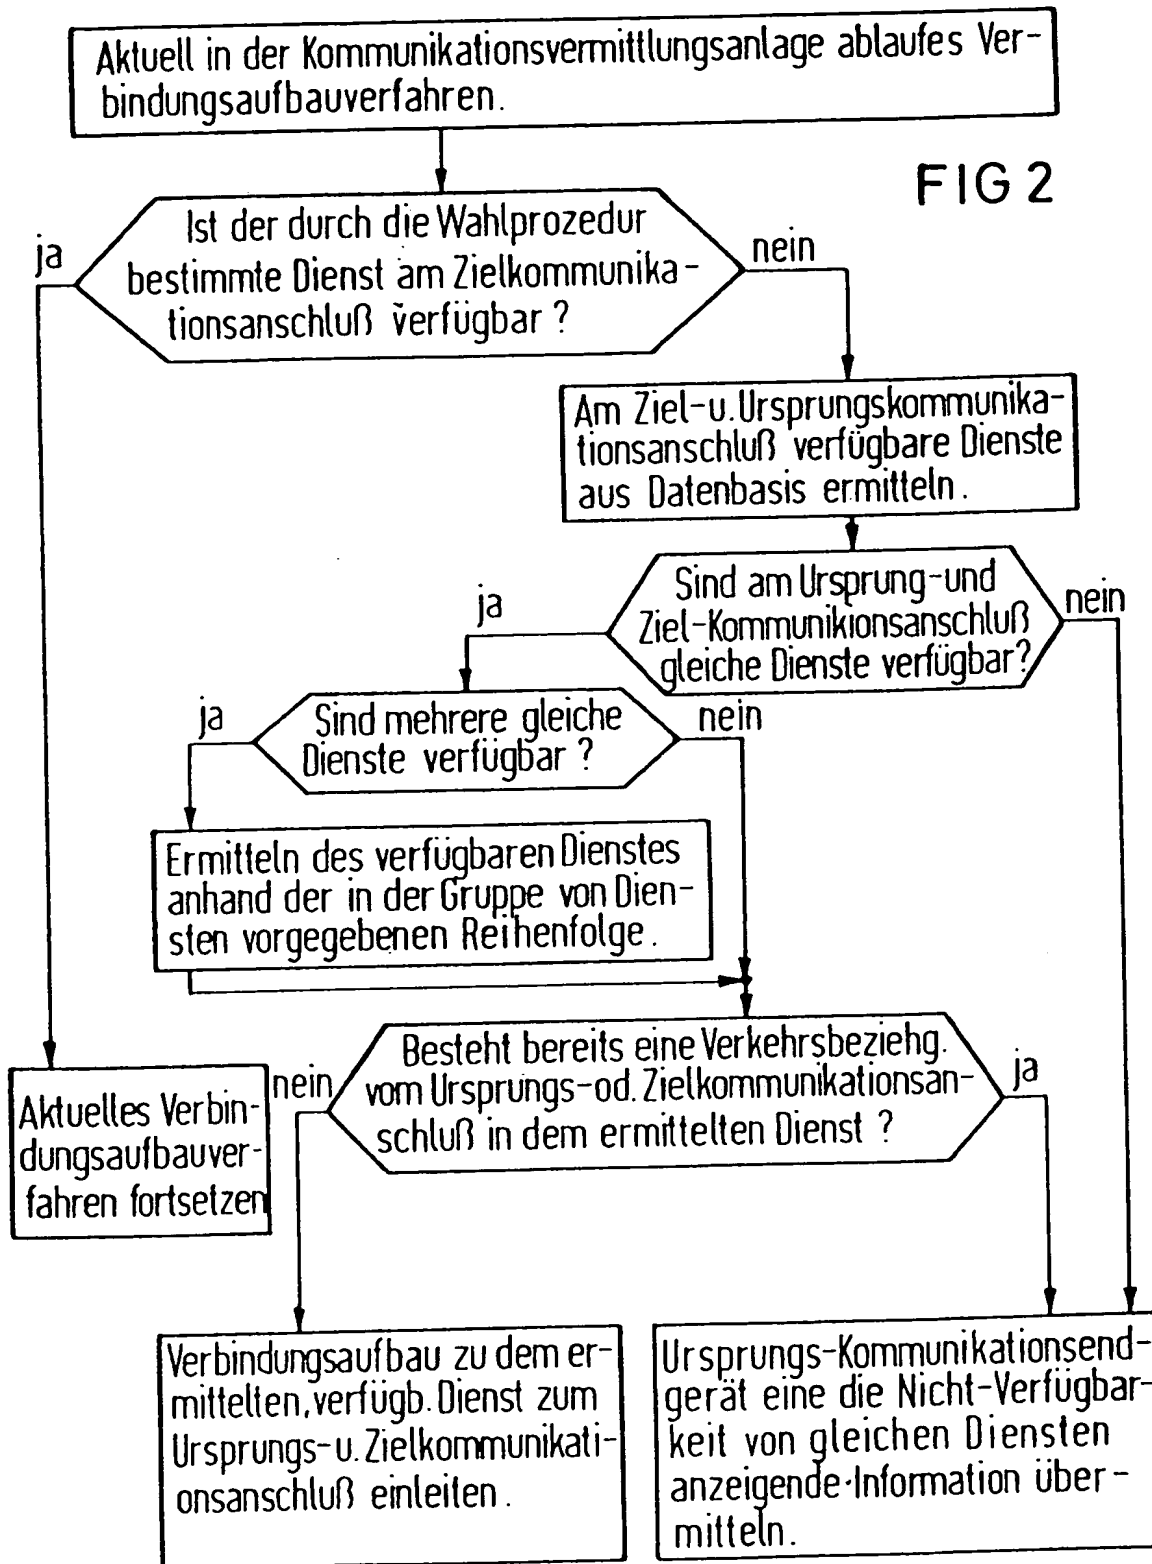 Aktuell in der Kommunikationsvermittlungsanlage ablaufes Ver-
bindungsaufbauverfahren.
FIG 2
Ist der durch die Wahlprozedur
bestimmte Dienst am Zielkommunika-
tionsanschluß verfügbar ?
ja
nein
Am Ziel-u. Ursprungskommunika-
tionsanschluß verfügbare Dienste
aus Datenbasis ermitteln.
Sind am Ursprung-und
Ziel-Kommunikionsanschluß
gleiche Dienste verfügbar?
ja
nein
Sind mehrere gleiche
Dienste verfügbar ?
ja
nein
Ermitteln des verfügbaren Dienstes
anhand der in der Gruppe von Dien-
sten vorgegebenen Reihenfolge.
Besteht bereits eine Verkehrsbeziehg.
vom Ursprungs-od. Zielkommunikationsan-
schluß in dem ermittelten Dienst ?
nein
ja
Aktuelles Verbin-
dungsaufbauver-
fahren fortsetzen
Verbindungsaufbau zu dem er-
mittelten, verfügb. Dienst zum
Ursprungs-u. Zielkommunikati-
onsanschluß einleiten.
Ursprungs-Kommunikationsend-
gerät eine die Nicht-Verfügbar-
keit von gleichen Diensten
anzeigende Information über-
mitteln.